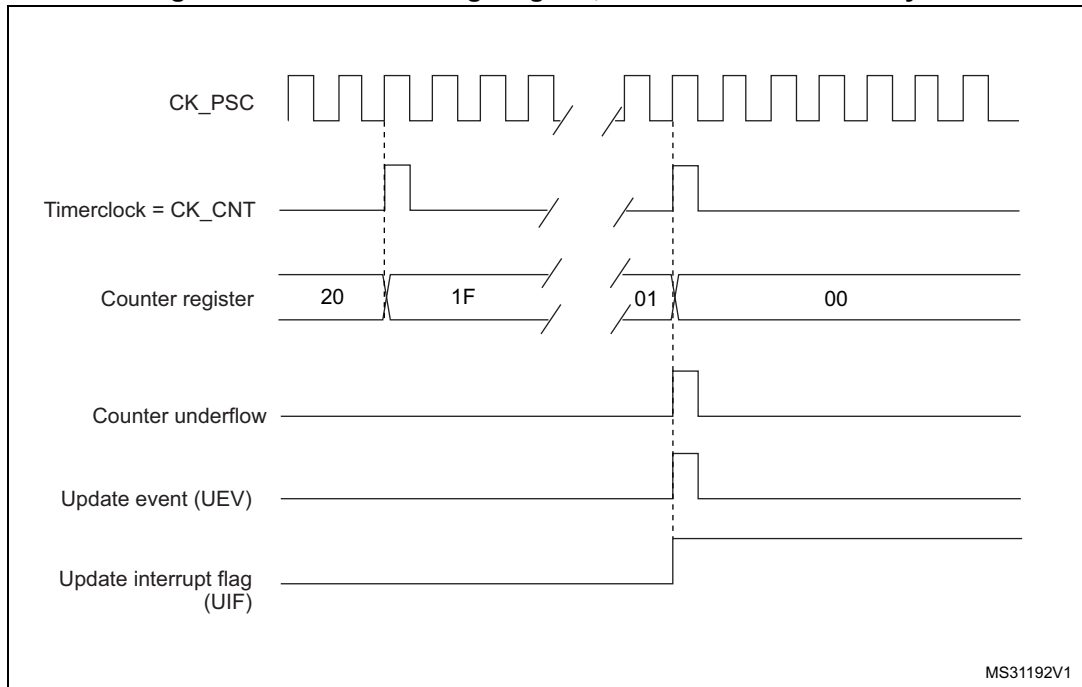 CK_PSC
Timerclock = CK_CNT
Counter register
20
1F
01
00
Counter underflow
Update event (UEV)
Update interrupt flag
(UIF)
MS31192V1